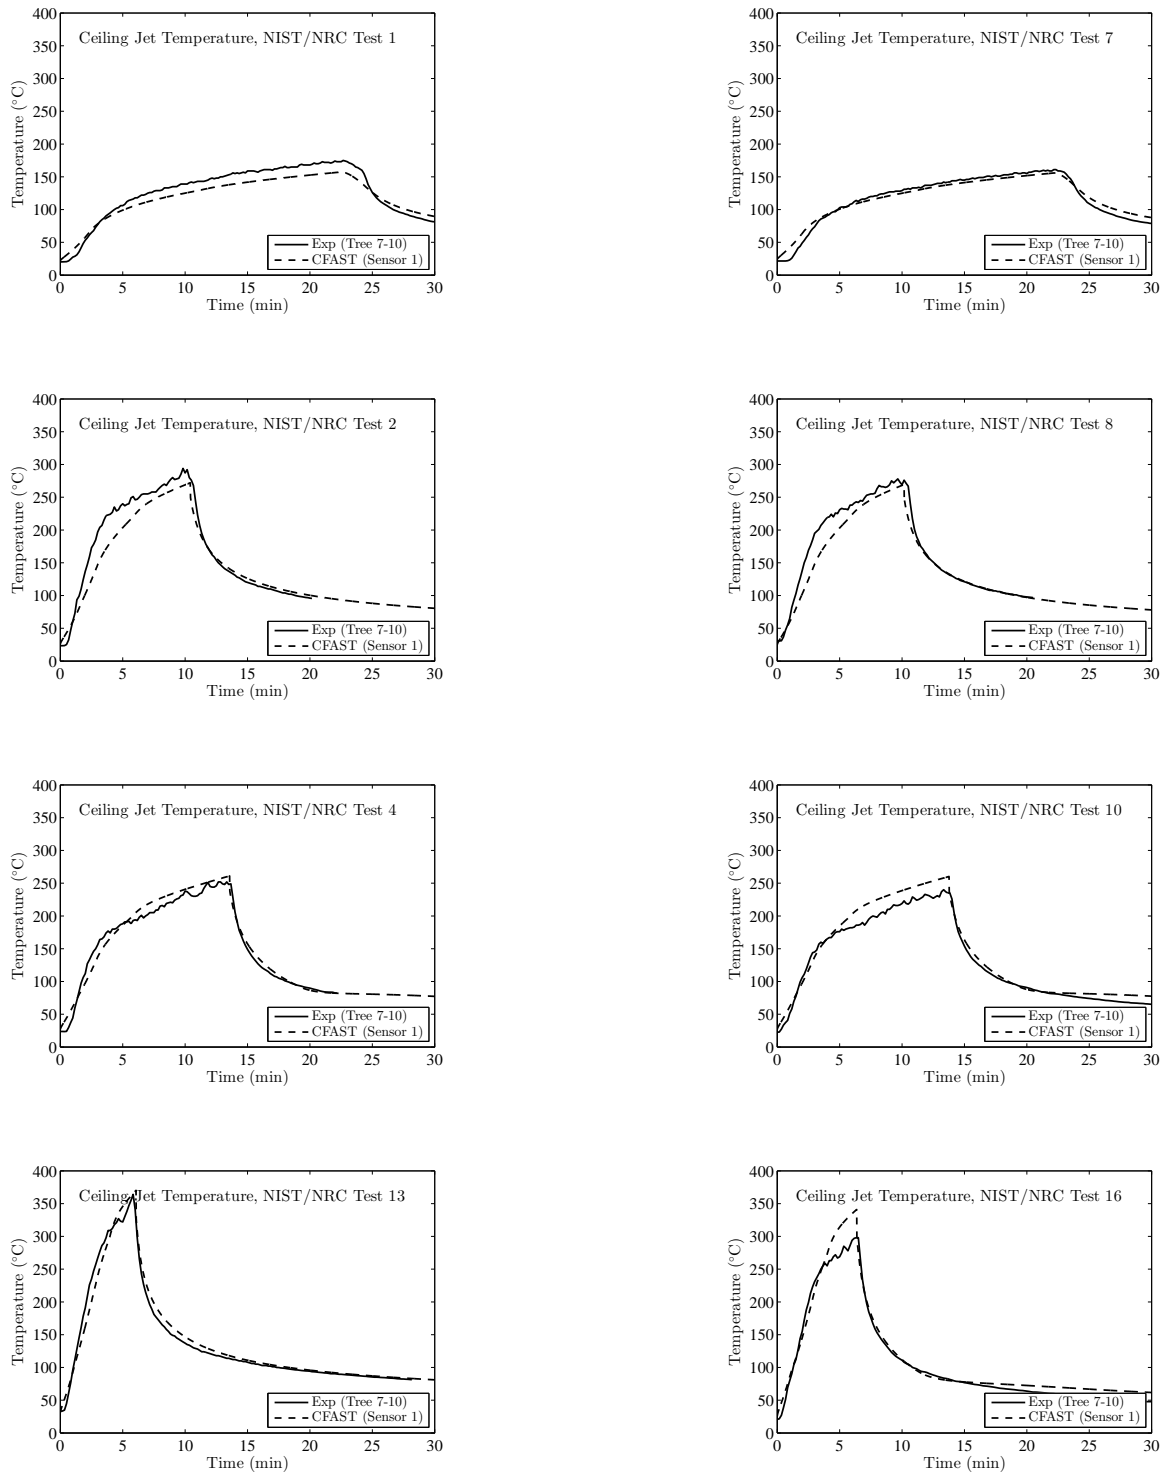 Ceiling Jet Temperature, NIST/NRC Test 1
Temperature (°C)
400
350
300
250
200
150
100
50
0
0 5 10 15 20 25 30
Time (min)
Exp (Tree 7-10)
CFAST (Sensor 1)
Ceiling Jet Temperature, NIST/NRC Test 7
Temperature (°C)
400
350
300
250
200
150
100
50
0
0 5 10 15 20 25 30
Time (min)
Exp (Tree 7-10)
CFAST (Sensor 1)
Ceiling Jet Temperature, NIST/NRC Test 2
Temperature (°C)
400
350
300
250
200
150
100
50
0
0 5 10 15 20 25 30
Time (min)
Exp (Tree 7-10)
CFAST (Sensor 1)
Ceiling Jet Temperature, NIST/NRC Test 8
Temperature (°C)
400
350
300
250
200
150
100
50
0
0 5 10 15 20 25 30
Time (min)
Exp (Tree 7-10)
CFAST (Sensor 1)
Ceiling Jet Temperature, NIST/NRC Test 4
Temperature (°C)
400
350
300
250
200
150
100
50
0
0 5 10 15 20 25 30
Time (min)
Exp (Tree 7-10)
CFAST (Sensor 1)
Ceiling Jet Temperature, NIST/NRC Test 10
Temperature (°C)
400
350
300
250
200
150
100
50
0
0 5 10 15 20 25 30
Time (min)
Exp (Tree 7-10)
CFAST (Sensor 1)
Ceiling Jet Temperature, NIST/NRC Test 13
Temperature (°C)
400
350
300
250
200
150
100
50
0
0 5 10 15 20 25 30
Time (min)
Exp (Tree 7-10)
CFAST (Sensor 1)
Ceiling Jet Temperature, NIST/NRC Test 16
Temperature (°C)
400
350
300
250
200
150
100
50
0
0 5 10 15 20 25 30
Time (min)
Exp (Tree 7-10)
CFAST (Sensor 1)